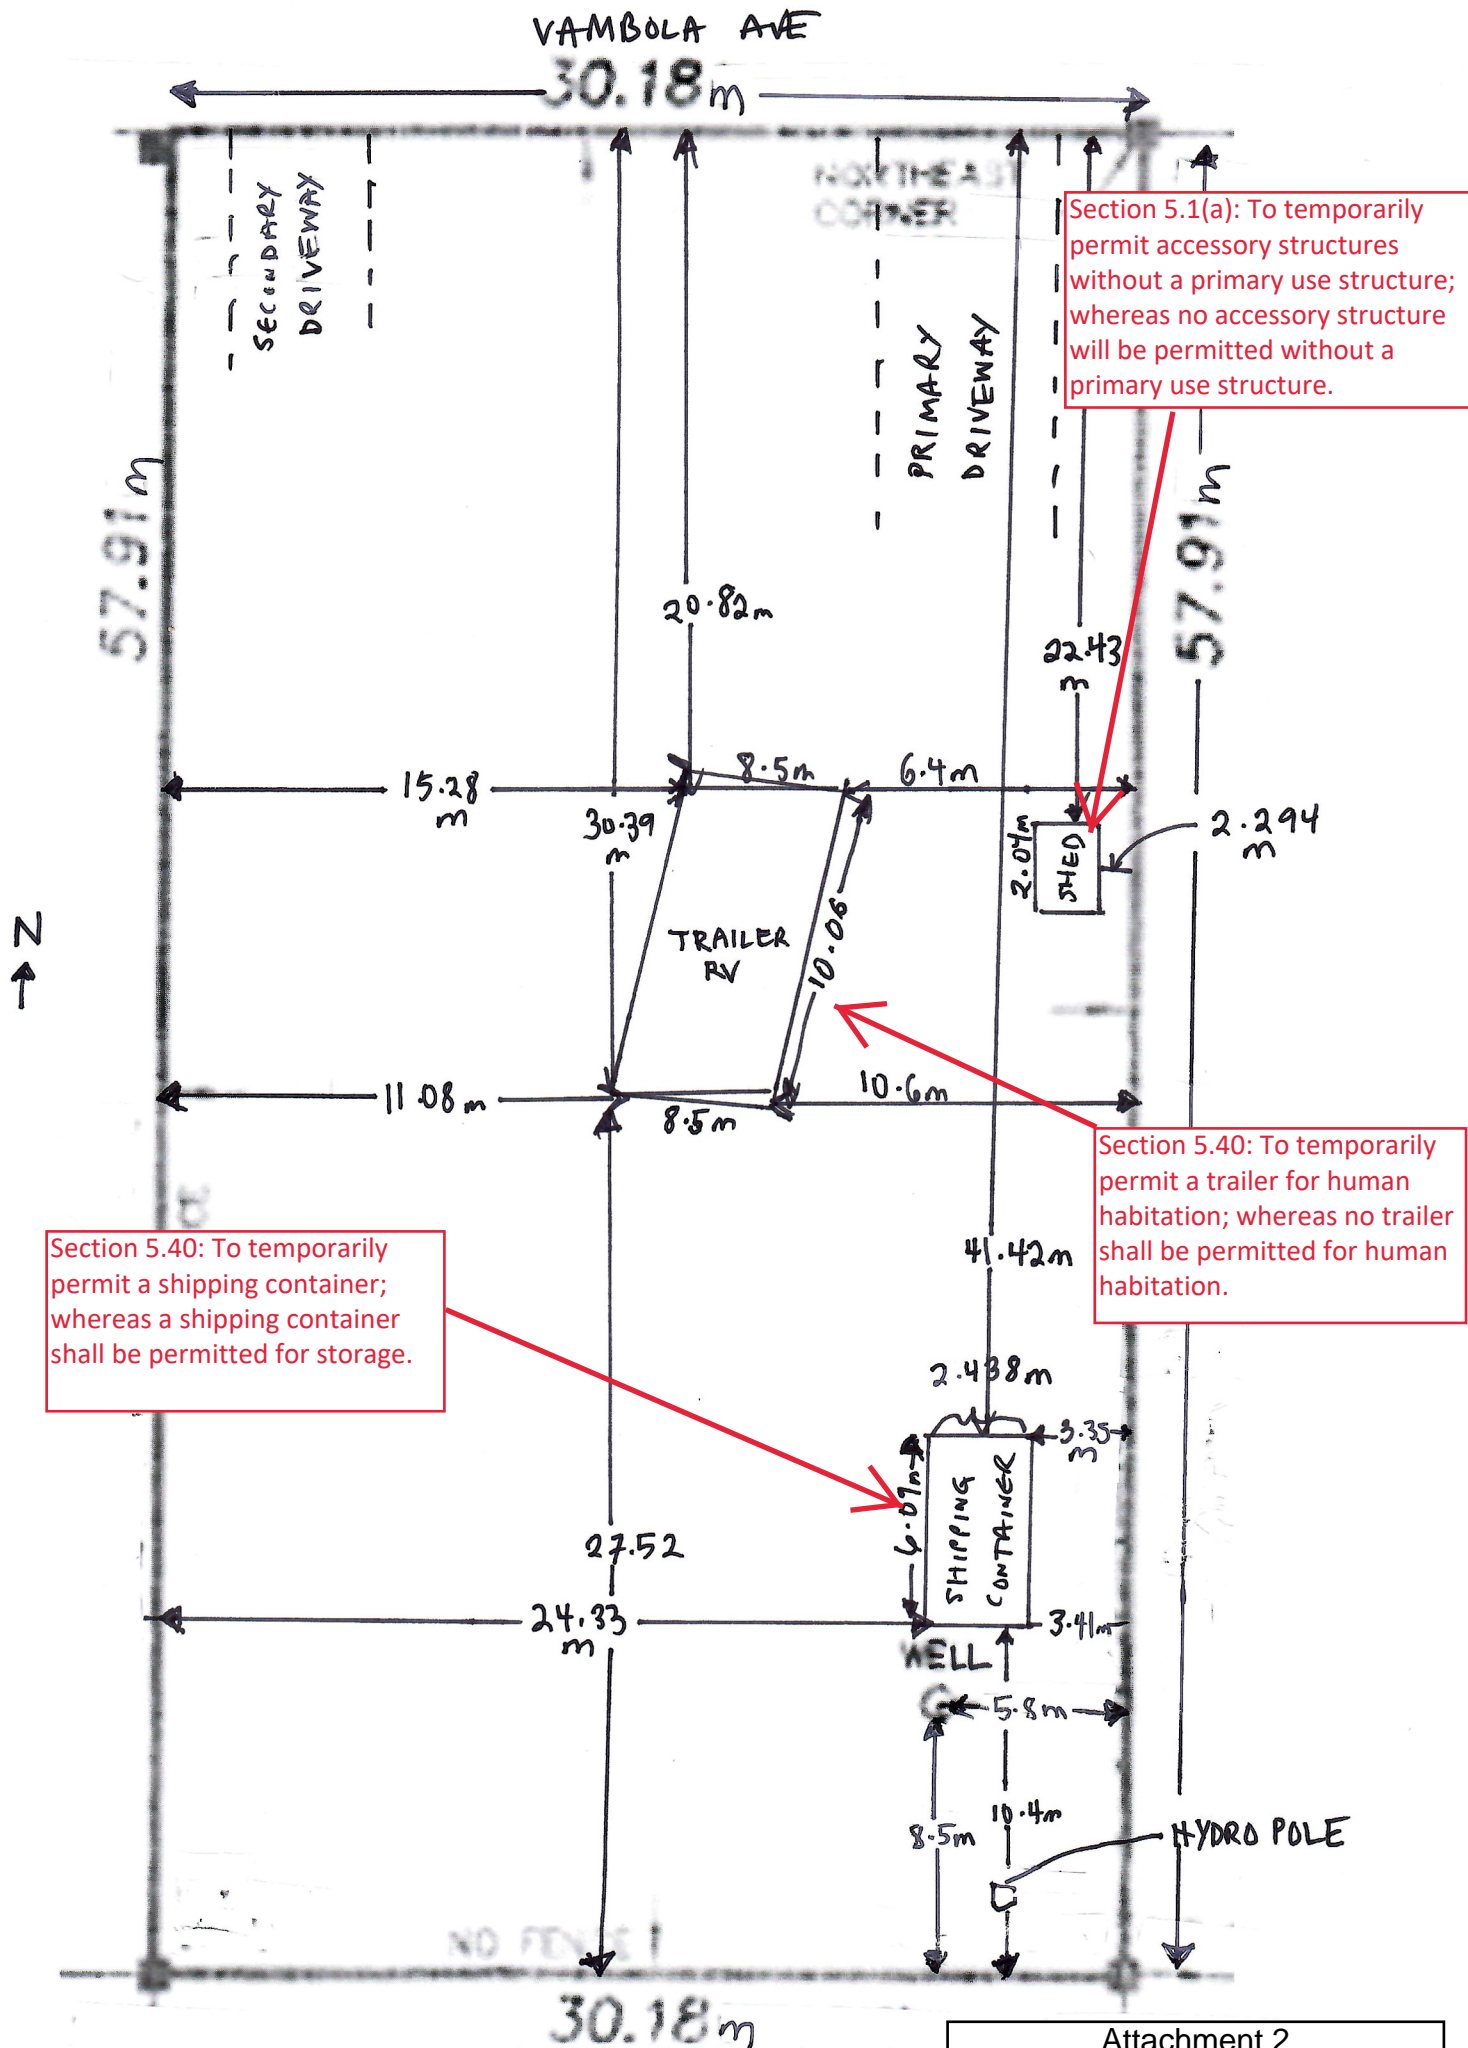 VAMBOLA AVE
30.18m
NORTHEAST
CORNER
SECONDARY
DRIVEWAY
PRIMARY
DRIVEWAY
Section 5.1(a): To temporarily
permit accessory structures
without a primary use structure;
whereas no accessory structure
will be permitted without a
primary use structure.
57.91m
57.91m
20.82m
22.43
m
15.28
m
8.5m
6.4m
30.39
m
2.07m
SHED
2.294
m
N
TRAILER
RV
10.06
11.08m
8.5m
10.6m
Section 5.40: To temporarily
permit a trailer for human
habitation; whereas no trailer
shall be permitted for human
habitation.
Section 5.40: To temporarily
permit a shipping container;
whereas a shipping container
shall be permitted for storage.
41.42m
2.438m
3.35
m
6.09m
SHIPPING
CONTAINER
27.52
24.33
m
3.41m
WELL
5.8m
8.5m
10.4m
HYDRO POLE
NO FENCE
30.18m
Attachment 2